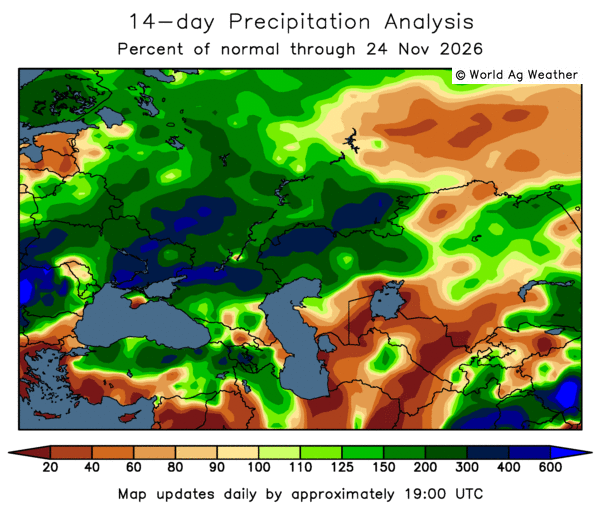 14-day Precipitation Analysis
Percent of normal through 24 Nov 2026
© World Ag Weather
20 40 60 80 90 100 110 125 150 200 300 400 600
Map updates daily by approximately 19:00 UTC